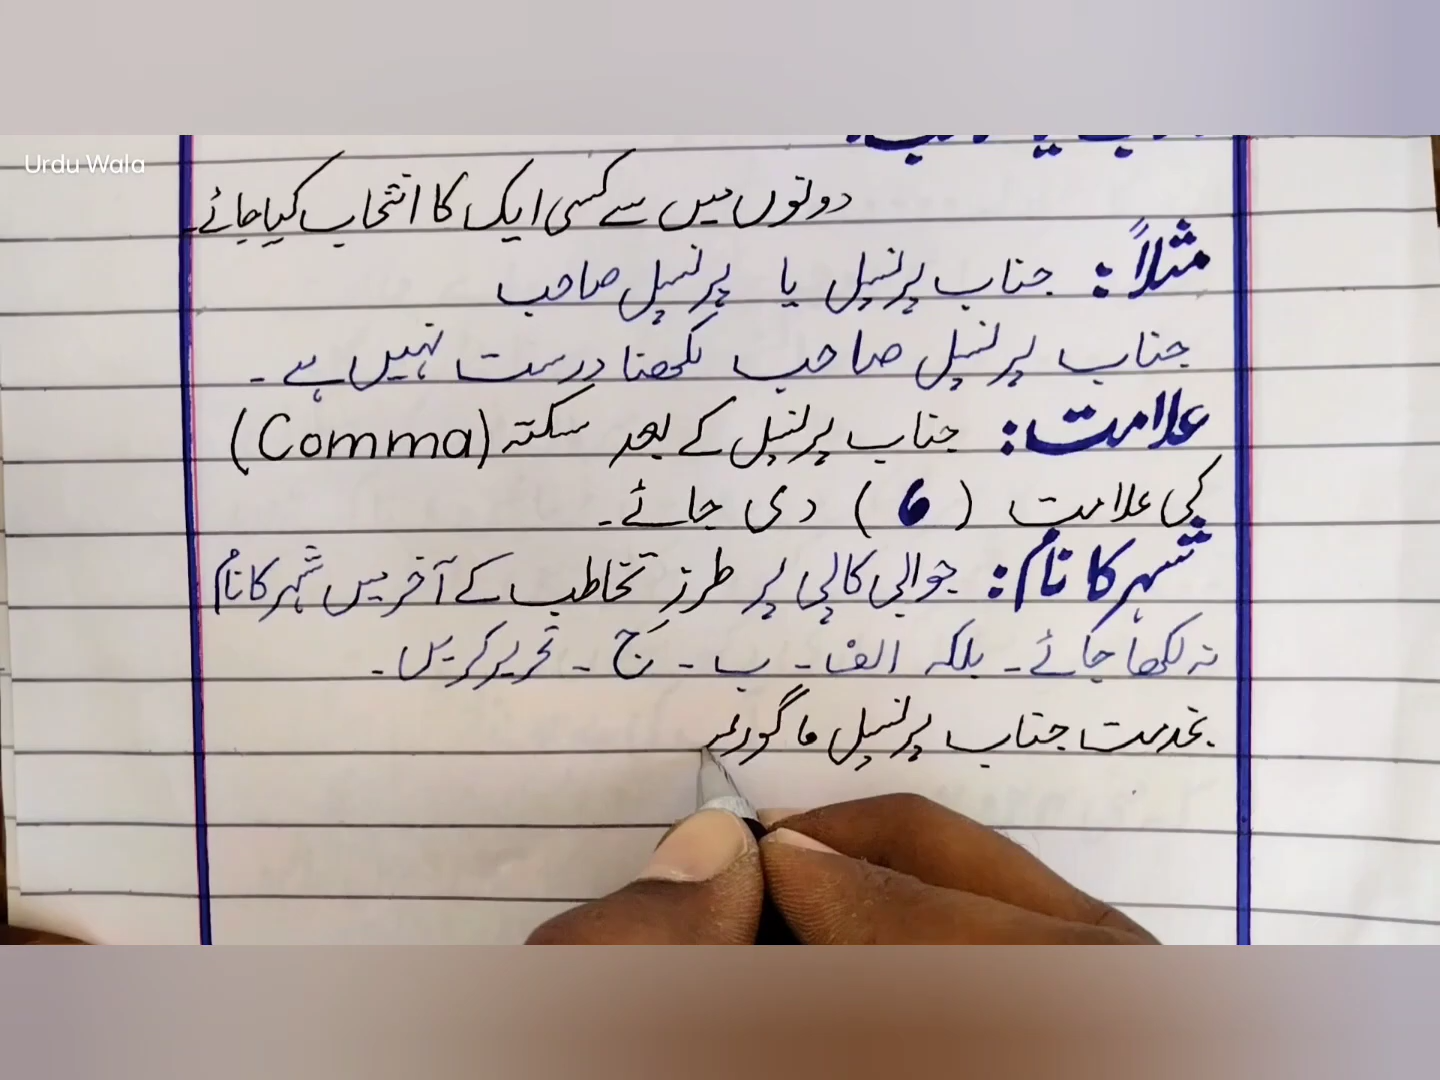 Urdu Wala
دونوں میں سے کسی ایک کا انتخاب کیا جائے۔
مثلاً: جناب پرنسپل یا پرنسپل صاحب
جناب پرنسپل صاحب لکھنا درست نہیں ہے۔
علامت: جناب پرنسپل کے بعد سکتہ (Comma)
کی علامت (،) دی جائے۔
شہر کا نام: جوابی کاپی پر طرزِ تخاطب کے آخر میں شہر کا نام
نہ لکھا جائے۔ بلکہ الف۔ ب۔ ج۔ تحریر کریں۔
بخدمت جناب پرنسپل ، گورنمنٹ